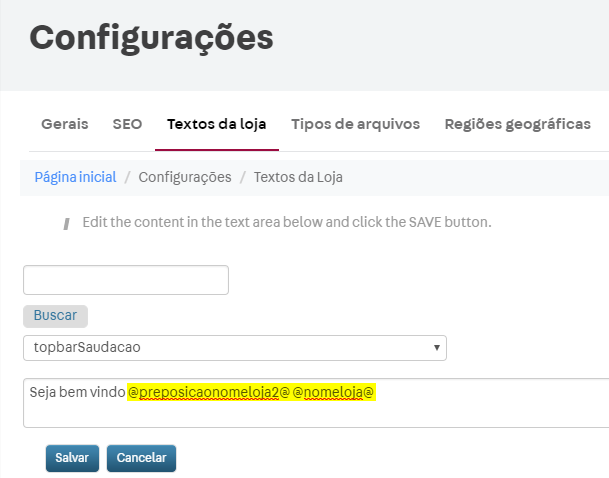 Configurações
Gerais SEO Textos da loja Tipos de arquivos Regiões geográficas
Página inicial / Configurações / Textos da Loja
Edit the content in the text area below and click the SAVE button.
Buscar
topbarSaudacao
Seja bem vindo @preposicaonomeloja2@ @nomeloja@
Salvar Cancelar